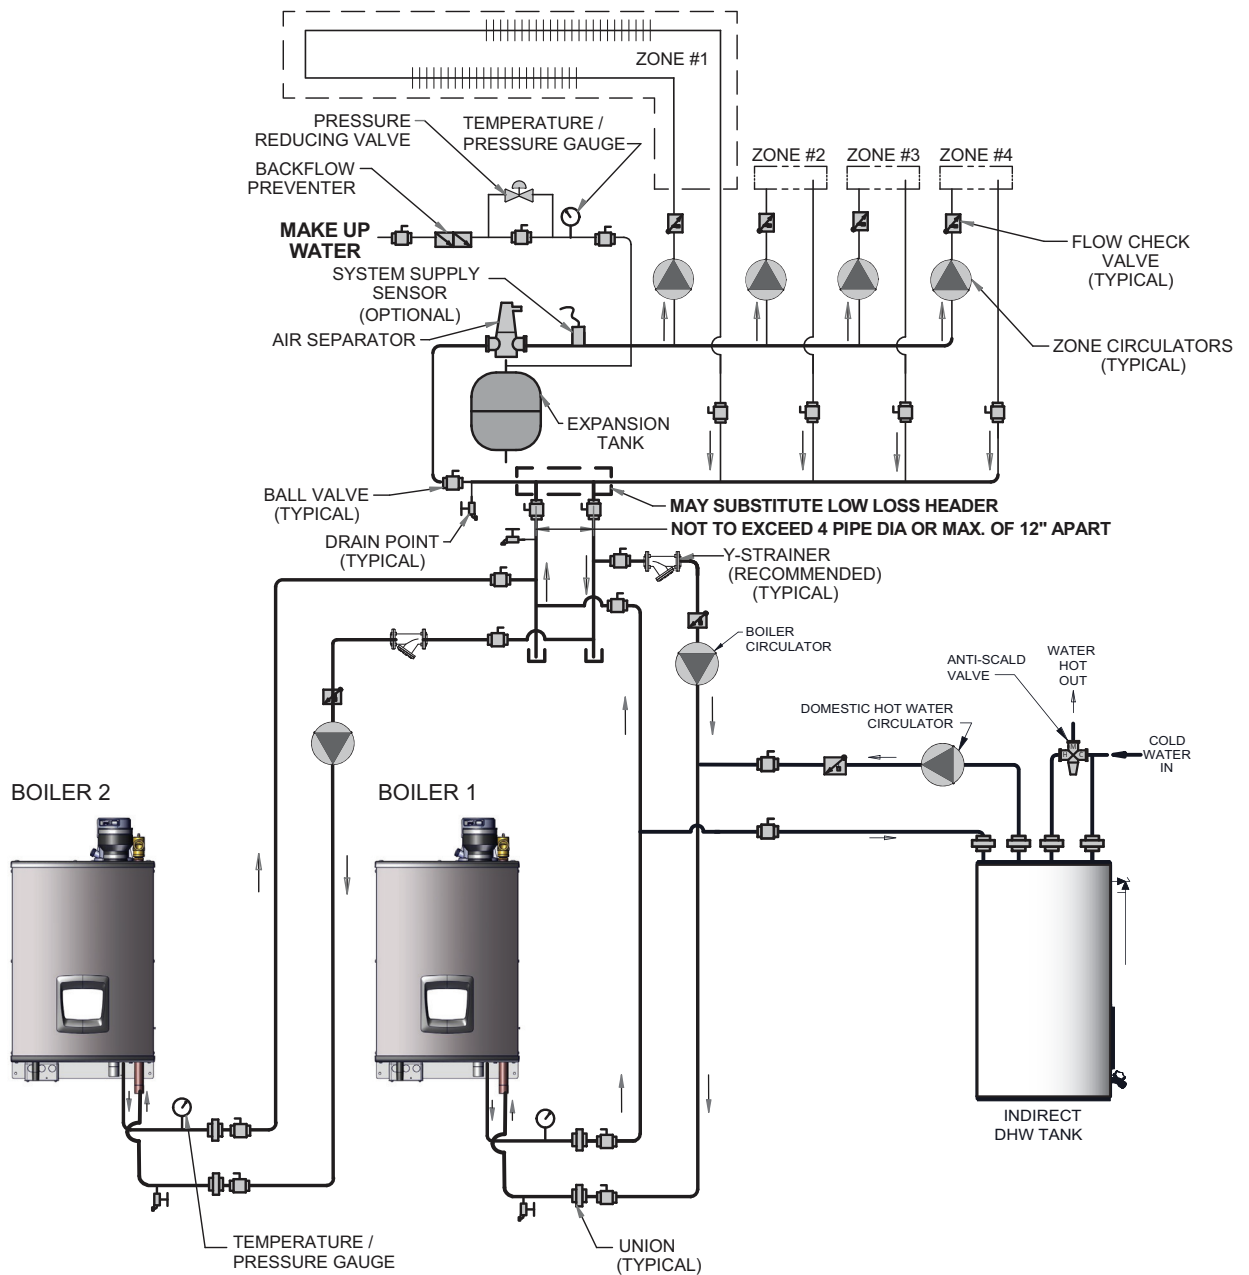 ZONE #1
PRESSURE
REDUCING VALVE
TEMPERATURE /
PRESSURE GAUGE
BACKFLOW
PREVENTER
ZONE #2
ZONE #3
ZONE #4
MAKE UP
WATER
FLOW CHECK
VALVE
(TYPICAL)
SYSTEM SUPPLY
SENSOR
(OPTIONAL)
AIR SEPARATOR
ZONE CIRCULATORS
(TYPICAL)
EXPANSION
TANK
BALL VALVE
(TYPICAL)
MAY SUBSTITUTE LOW LOSS HEADER
NOT TO EXCEED 4 PIPE DIA OR MAX. OF 12" APART
DRAIN POINT
(TYPICAL)
Y-STRAINER
(RECOMMENDED)
(TYPICAL)
BOILER
CIRCULATOR
ANTI-SCALD
VALVE
WATER
HOT
OUT
DOMESTIC HOT WATER
CIRCULATOR
M
H
C
COLD
WATER
IN
BOILER 2
BOILER 1
INDIRECT
DHW TANK
TEMPERATURE /
PRESSURE GAUGE
UNION
(TYPICAL)